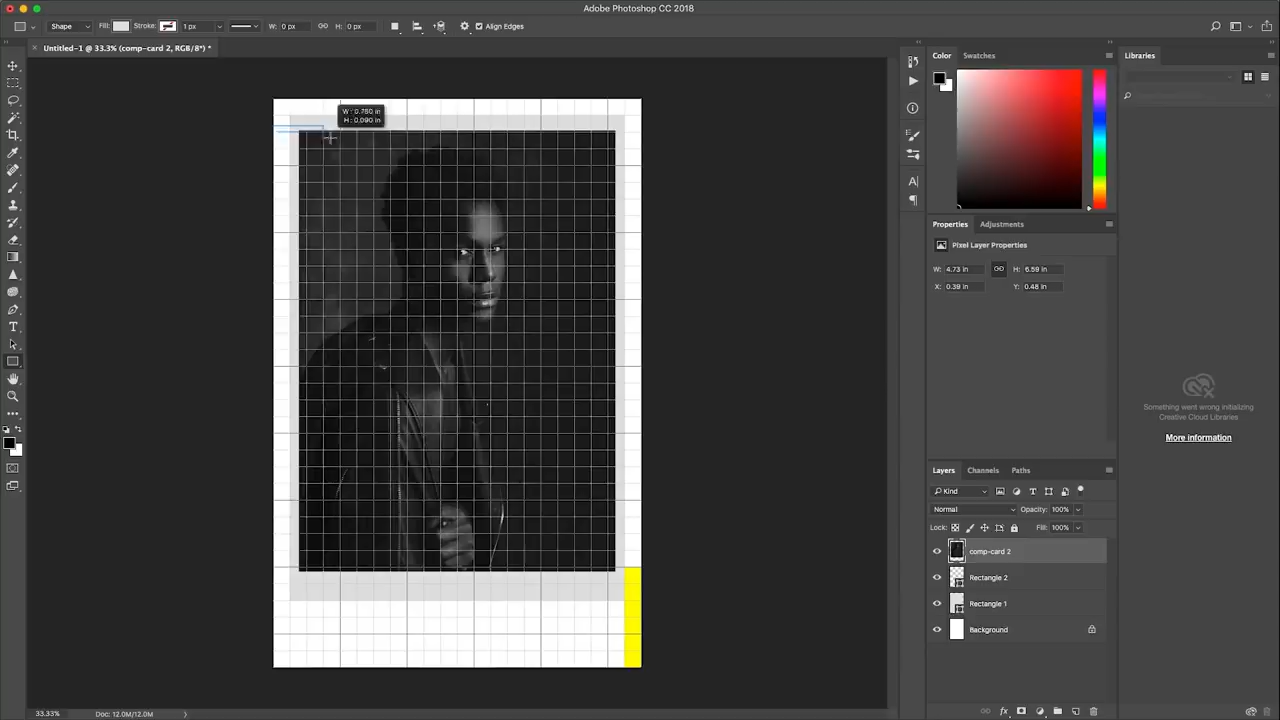 Adobe Photoshop CC 2018
Shape Fill: Stroke: 1 px W: 0 px H: 0 px Align Edges
Untitled-1 @ 33.3% (comp-card 2, RGB/8*) *
W: 0.750 in
H: 0.090 in
Color Swatches
Libraries
Properties Adjustments
Pixel Layer Properties
W: 4.73 in H: 6.59 in
X: 0.39 in Y: 0.48 in
Something went wrong initializing
Creative Cloud Libraries
More information
Layers Channels Paths
Kind
Normal Opacity: 100%
Lock: Fill: 100%
comp-card 2
Rectangle 2
Rectangle 1
Background
33.33% Doc: 12.0M/12.0M